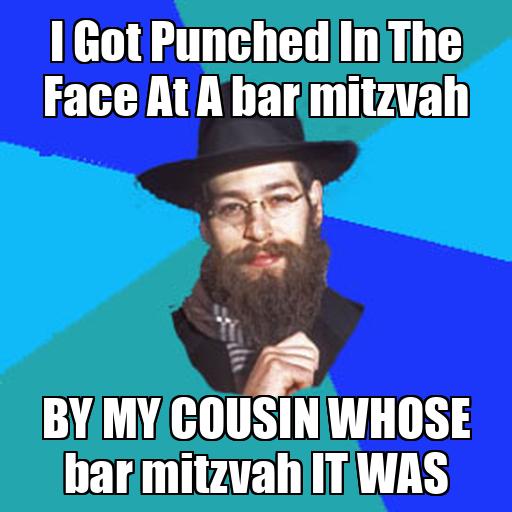 I Got Punched In The
Face At A bar mitzvah
BY MY COUSIN WHOSE
bar mitzvah IT WAS